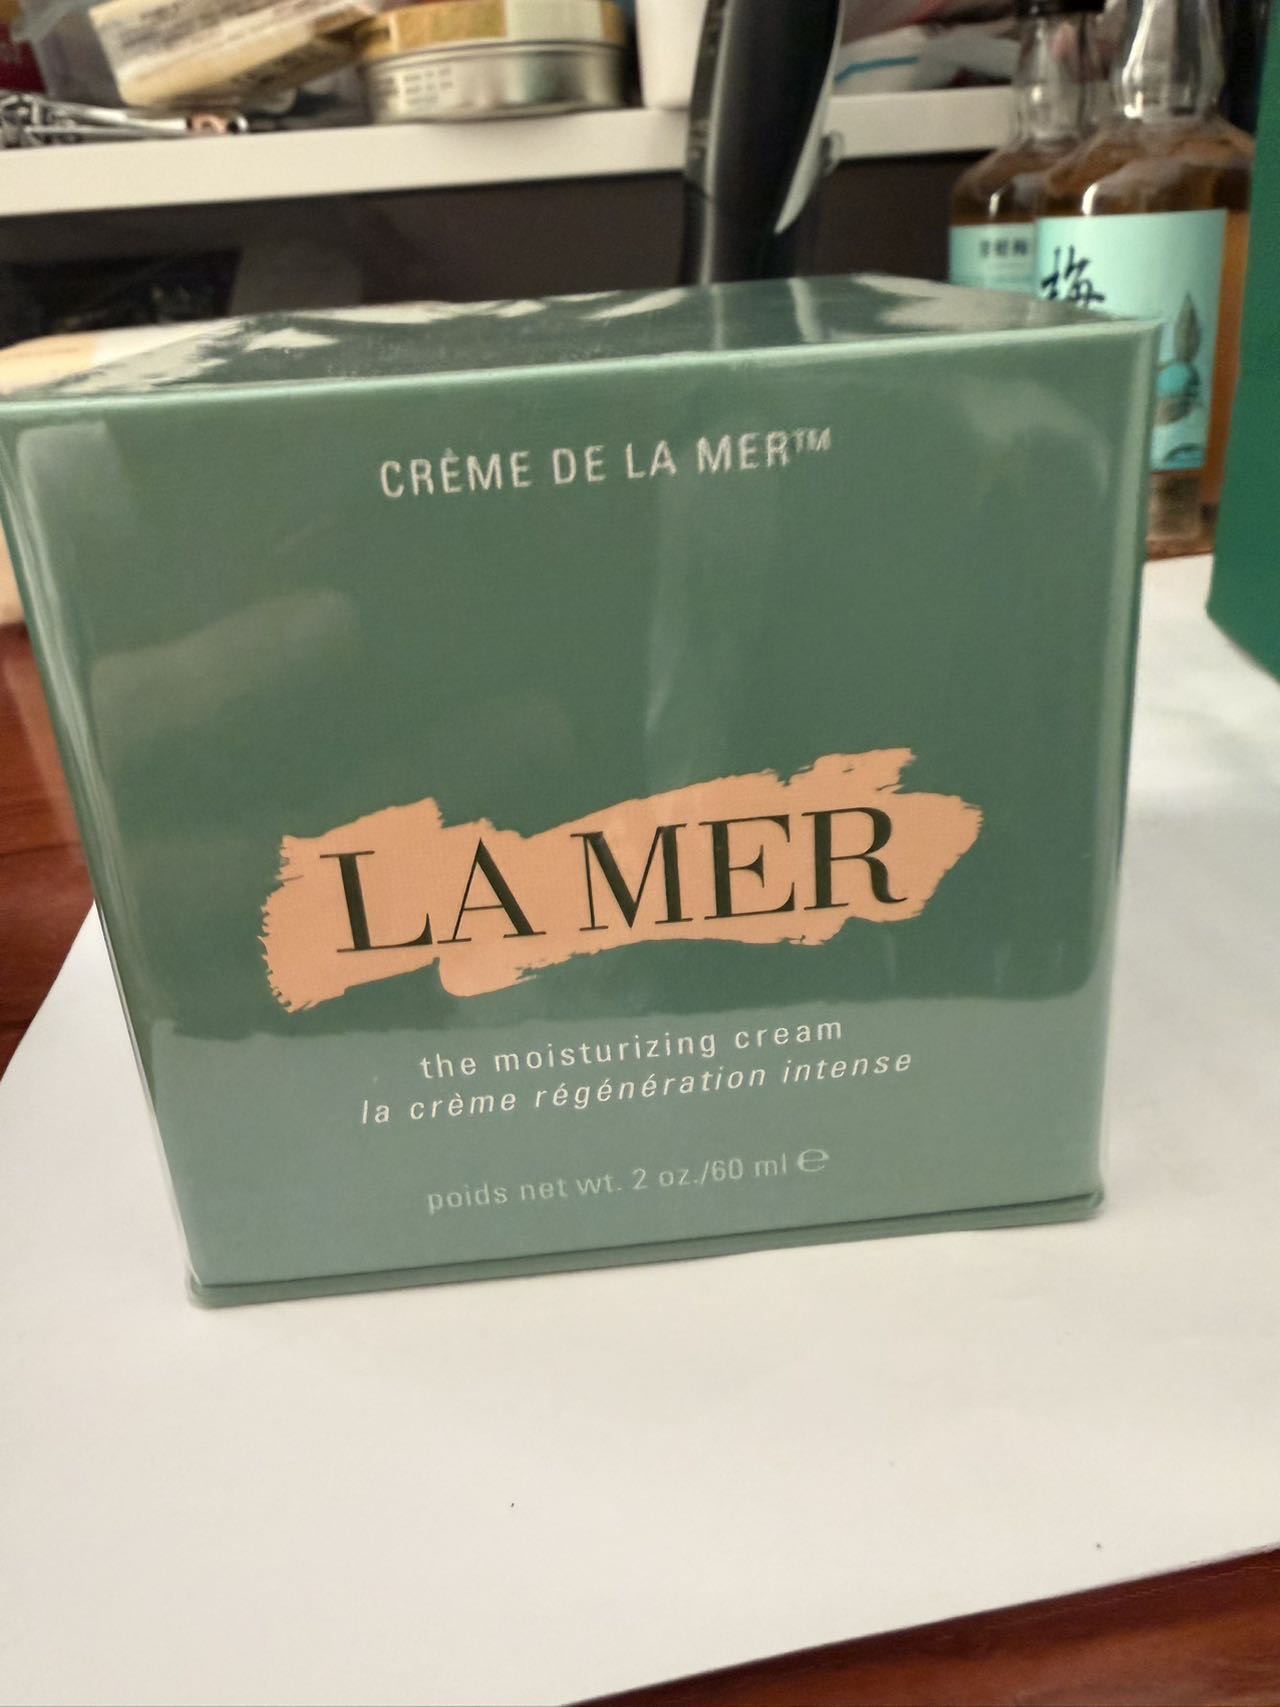 梅
CRÈME DE LA MER™
LA MER
the moisturizing cream
la crème régénération intense
poids net wt. 2 oz./60 ml ℮